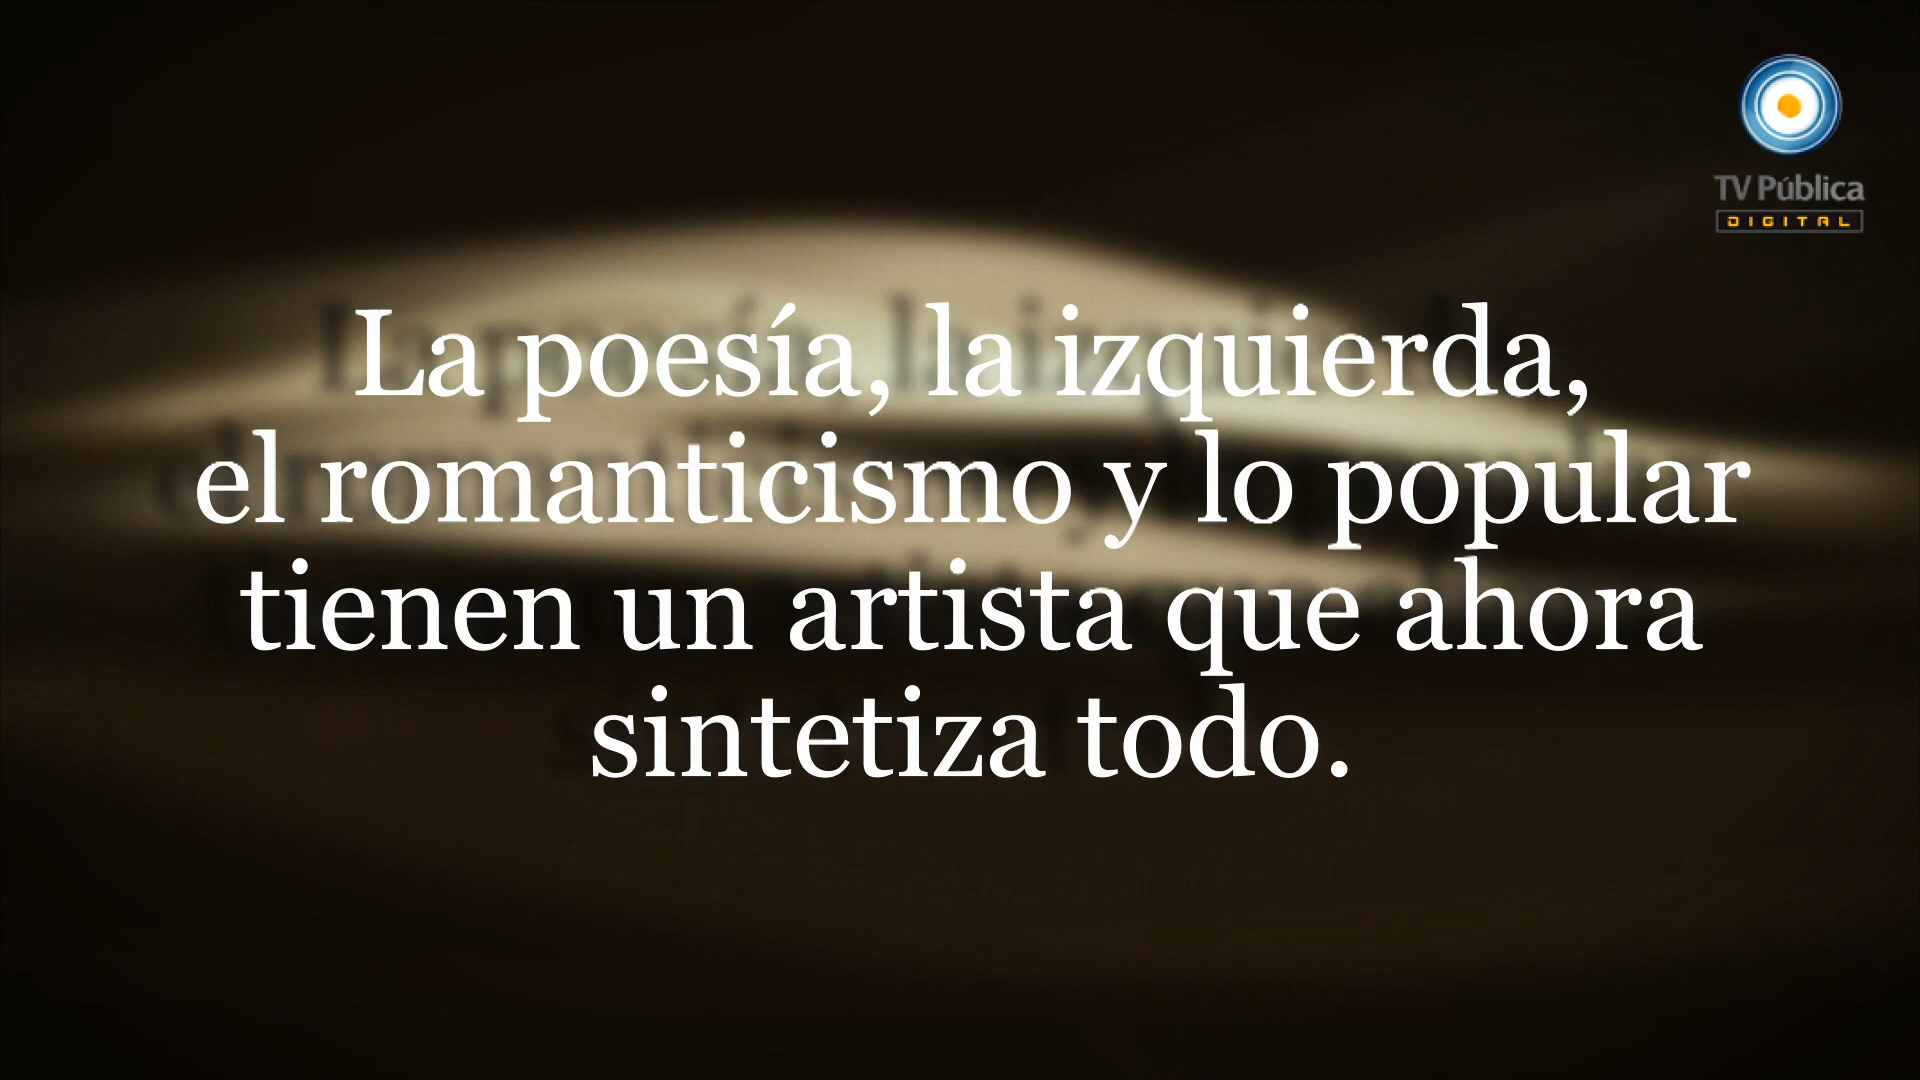 TV Pública
DIGITAL
La poesía, la izquierda,
el romanticismo y lo popular
tienen un artista que ahora
sintetiza todo.